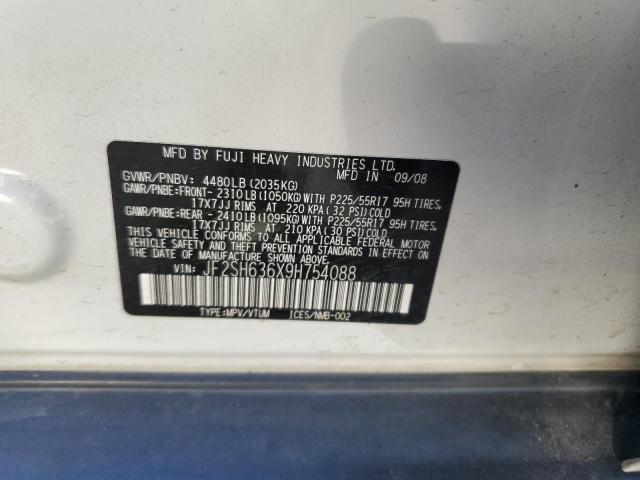 MFD BY FUJI HEAVY INDUSTRIES LTD.
GVWR/PNBV: 4480LB (2035KG) MFD IN 09/08
GAWR/PNBE:FRONT-2310LB (1050KG) WITH P225/55R17 95H TIRES,
17X7JJ RIMS AT 220 KPA (32 PSI) COLD
GAWR/PNBE:REAR -2410LB (1095KG) WITH P225/55R17 95H TIRES,
17X7JJ RIMS AT 210 KPA (30 PSI) COLD
THIS VEHICLE CONFORMS TO ALL APPLICABLE FEDERAL MOTOR
VEHICLE SAFETY AND THEFT PREVENTION STANDARDS IN EFFECT ON
THE DATE OF MANUFACTURE SHOWN ABOVE.
VIN: JF2SH636X9H754088
TYPE:MPV/VTUM ICES/NMB-002